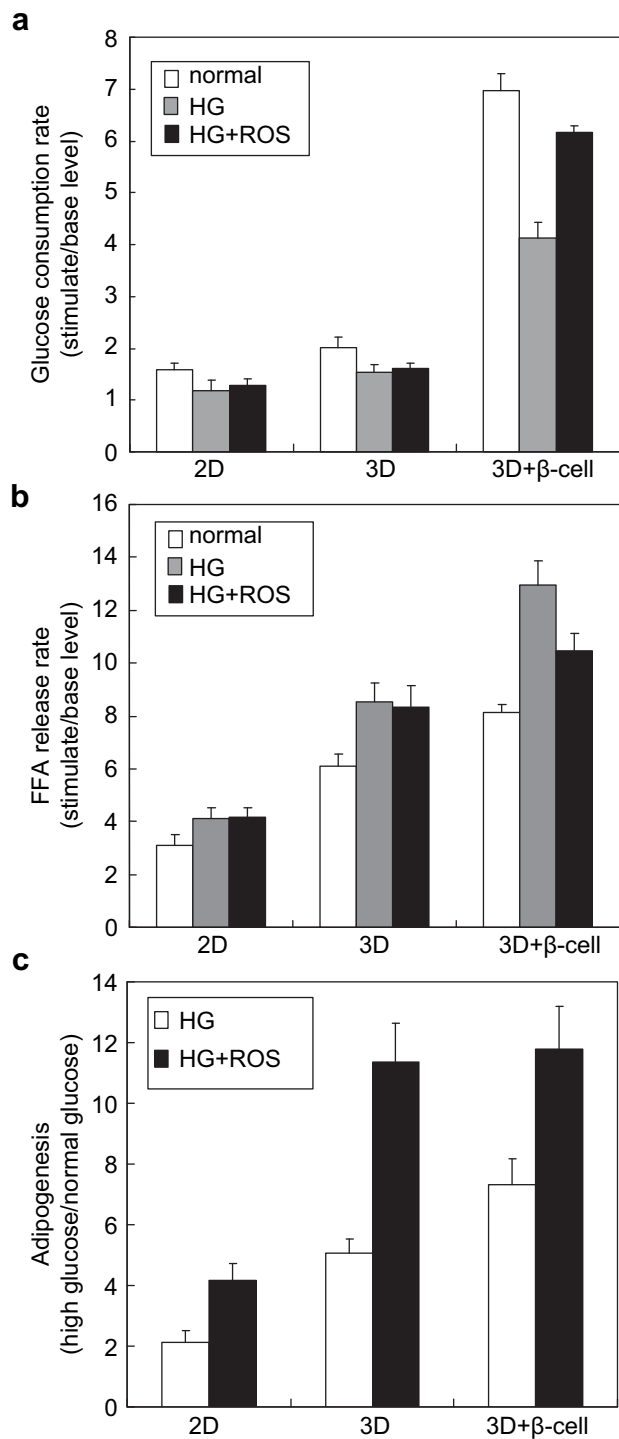 a
Glucose consumption rate
(stimulate/base level)
8
7
6
5
4
3
2
1
0
normal
HG
HG+ROS
2D 3D 3D+β-cell
b
FFA release rate
(stimulate/base level)
16
14
12
10
8
6
4
2
0
normal
HG
HG+ROS
2D 3D 3D+β-cell
c
Adipogenesis
(high glucose/normal glucose)
14
12
10
8
6
4
2
0
HG
HG+ROS
2D 3D 3D+β-cell